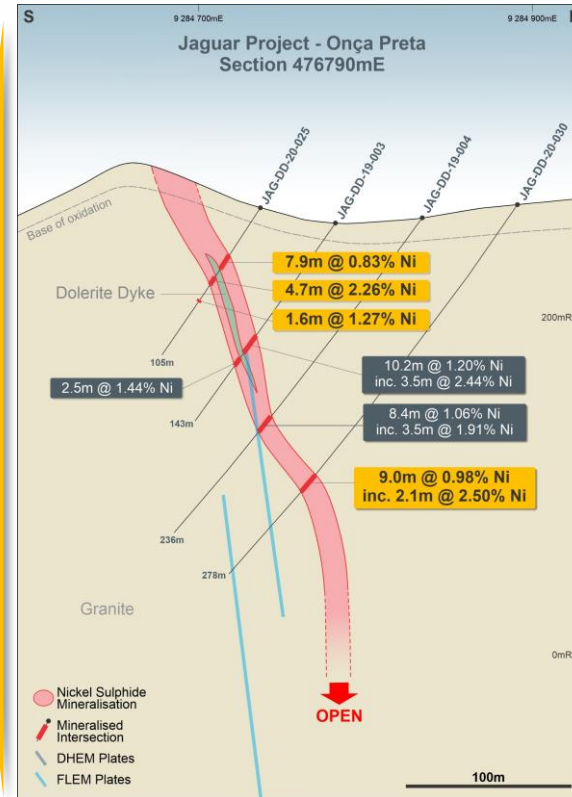 S
9 284 700mE
9 284 900mE
Jaguar Project - Onça Preta
Section 476790mE
JAG-DD-20-025
JAG-DD-19-003
JAG-DD-19-004
JAG-DD-20-030
Base of oxidation
7.9m @ 0.83% Ni
4.7m @ 2.26% Ni
1.6m @ 1.27% Ni
Dolerite Dyke
200mR
105m
10.2m @ 1.20% Ni
inc. 3.5m @ 2.44% Ni
2.5m @ 1.44% Ni
8.4m @ 1.06% Ni
inc. 3.5m @ 1.91% Ni
143m
9.0m @ 0.98% Ni
inc. 2.1m @ 2.50% Ni
236m
278m
Granite
0mR
Nickel Sulphide
Mineralisation
Mineralised
Intersection
DHEM Plates
FLEM Plates
OPEN
100m